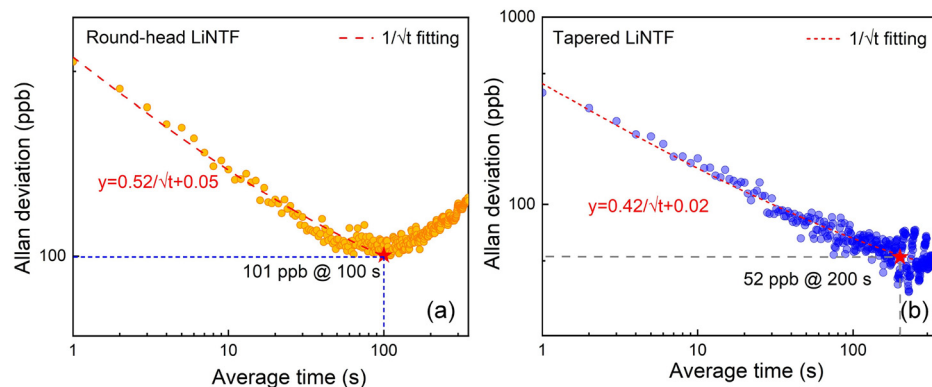 Round-head LiNTF
1/√t fitting
Allan deviation (ppb)
100
y=0.52/√t+0.05
101 ppb @ 100 s
(a)
1
10
100
Average time (s)
1000
Tapered LiNTF
1/√t fitting
Allan deviation (ppb)
100
y=0.42/√t+0.02
52 ppb @ 200 s
(b)
1
10
100
Average time (s)